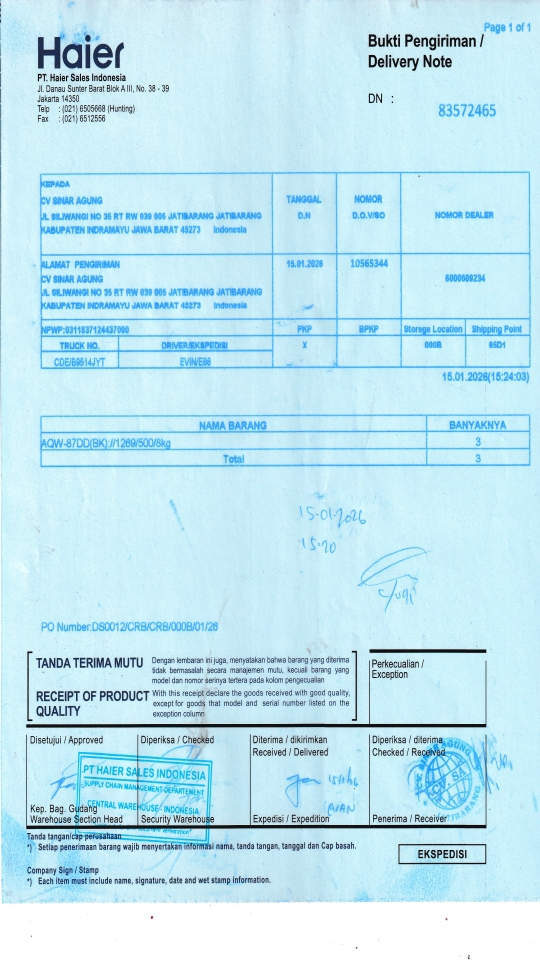 Page 1 of 1
Haier
Bukti Pengiriman /
Delivery Note
PT. Haier Sales Indonesia
Jl. Danau Sunter Barat Blok A III, No. 38 - 39
Jakarta 14350
Telp : (021) 6505668 (Hunting)
Fax : (021) 6512556
DN :
83572465
KEPADA
CV SINAR AGUNG
JL SILIWANGI NO 35 RT RW 039 005 JATIBARANG JATIBARANG
KABUPATEN INDRAMAYU JAWA BARAT 45273 Indonesia
TANGGAL
D.N
NOMOR
D.O.V/SO
NOMOR DEALER
ALAMAT PENGIRIMAN
CV SINAR AGUNG
JL SILIWANGI NO 35 RT RW 039 005 JATIBARANG JATIBARANG
KABUPATEN INDRAMAYU JAWA BARAT 45273 Indonesia
15.01.2026
10565344
6000509234
NPWP:0311837124437000
PKP
BPKP
Storage Location
Shipping Point
TRUCK NO.
DRIVER/EKSPEDISI
X
000B
65D1
CDE/B9514JYT
EVIN/E88
15.01.2026(15:24:03)
NAMA BARANG
BANYAKNYA
AQW-87DD(BK)://1269/500/8kg
3
Total
3
15-01-2026
15.20
PO Number:DS0012/CRB/CRB/000B/01/26
TANDA TERIMA MUTU
Dengan lembaran ini juga, menyatakan bahwa barang yang diterima
tidak bermasalah secara manajemen mutu, kecuali barang yang
model dan nomor serinya tertera pada kolom pengecualian
RECEIPT OF PRODUCT
QUALITY
With this receipt declare the goods received with good quality,
except for goods that model and serial number listed on the
exception column
Perkecualian /
Exception
Disetujui / Approved
Diperiksa / Checked
Diterima / dikirimkan
Received / Delivered
Diperiksa / diterima
Checked / Received
PT HAIER SALES INDONESIA
SUPPLY CHAIN MANAGEMENT DEPARTEMENT
CENTRAL WAREHOUSE - INDONESIA
SINAR AGUNG
JATIBARANG
Kep. Bag. Gudang
Warehouse Section Head
Security Warehouse
Expedisi / Expedition
Penerima / Receiver
Tanda tangan/cap perusahaan
*) Setiap penerimaan barang wajib menyertakan informasi nama, tanda tangan, tanggal dan Cap basah.
EKSPEDISI
Company Sign / Stamp
*) Each item must include name, signature, date and wet stamp information.